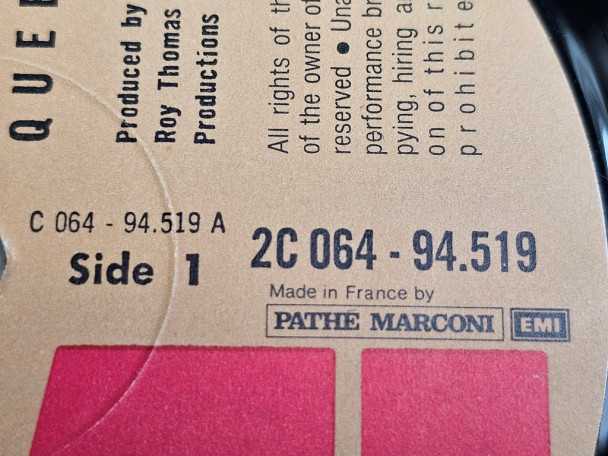 QUEE
Produced by
Roy Thomas
Productions
All rights of th
of the owner of
reserved • Una
performance br
pying, hiring a
on of this r
prohibite
C 064 - 94.519 A
Side 1
2C 064 - 94.519
Made in France by
PATHE MARCONI EMI